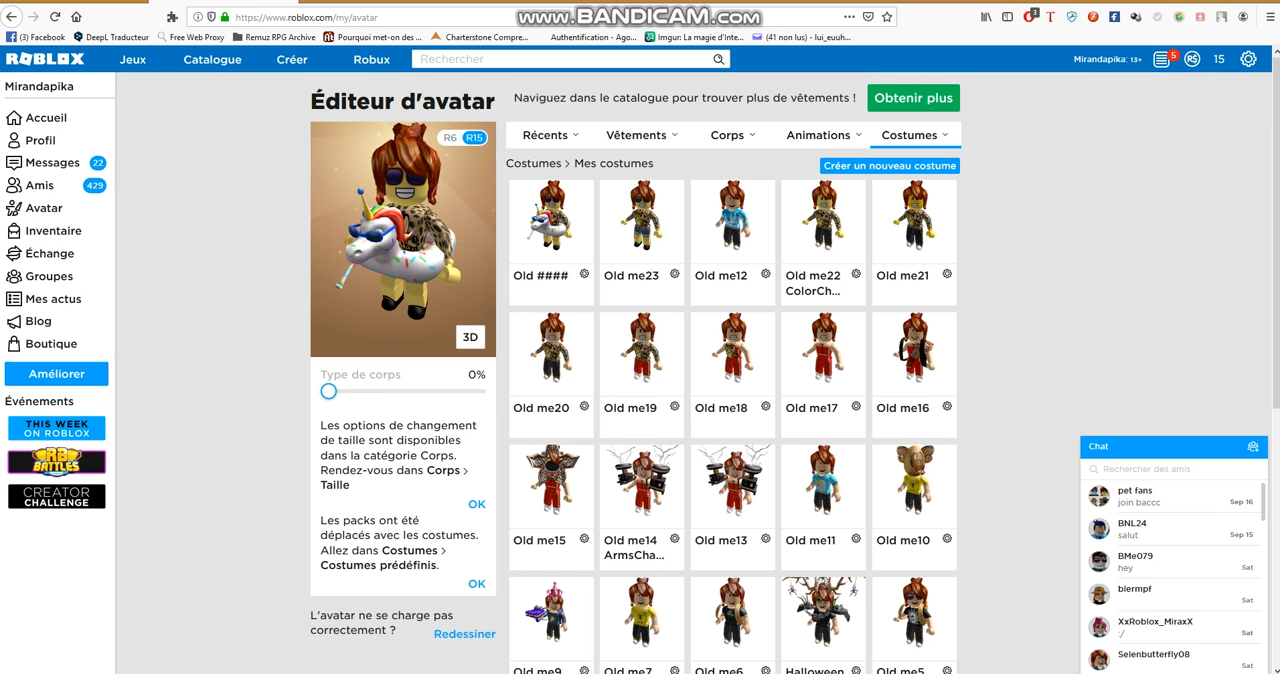 https://www.roblox.com/my/avatar
www.BANDICAM.com
3
(3) Facebook
DeepL Traducteur
Free Web Proxy
Remuz RPG Archive
Pourquoi met-on des ...
Charterstone Compre...
Authentification - Ago...
Imgur: La magie d'Inte...
(41 non lus) - lui_euuh...
ROBLOX
Jeux
Catalogue
Créer
Robux
Rechercher
Mirandapika: 13+
5
R$
15
Mirandapika
Accueil
Profil
Messages 22
Amis 429
Avatar
Inventaire
Échange
Groupes
Mes actus
Blog
Boutique
Améliorer
Événements
THIS WEEK
ON ROBLOX
RB
BATTLES
CREATOR
CHALLENGE
Éditeur d'avatar
R6 R15
3D
Type de corps 0%
Les options de changement
de taille sont disponibles
dans la catégorie Corps.
Rendez-vous dans Corps >
Taille
OK
Les packs ont été
déplacés avec les costumes.
Allez dans Costumes >
Costumes prédéfinis.
OK
L'avatar ne se charge pas
correctement ?
Redessiner
Naviguez dans le catalogue pour trouver plus de vêtements !
Obtenir plus
Récents
Vêtements
Corps
Animations
Costumes
Costumes > Mes costumes
Créer un nouveau costume
Old ####
Old me23
Old me12
Old me22
ColorCh...
Old me21
Old me20
Old me19
Old me18
Old me17
Old me16
Old me15
Old me14
ArmsCha...
Old me13
Old me11
Old me10
Old me9
Old me7
Old me6
Halloween
Old me5
Chat
Rechercher des amis
pet fans
join baccc
Sep 16
BNL24
salut
Sep 15
BMe079
hey
Sat
blermpf
Sat
XxRoblox_MiraxX
:/
Sat
Selenbutterfly08
Sat